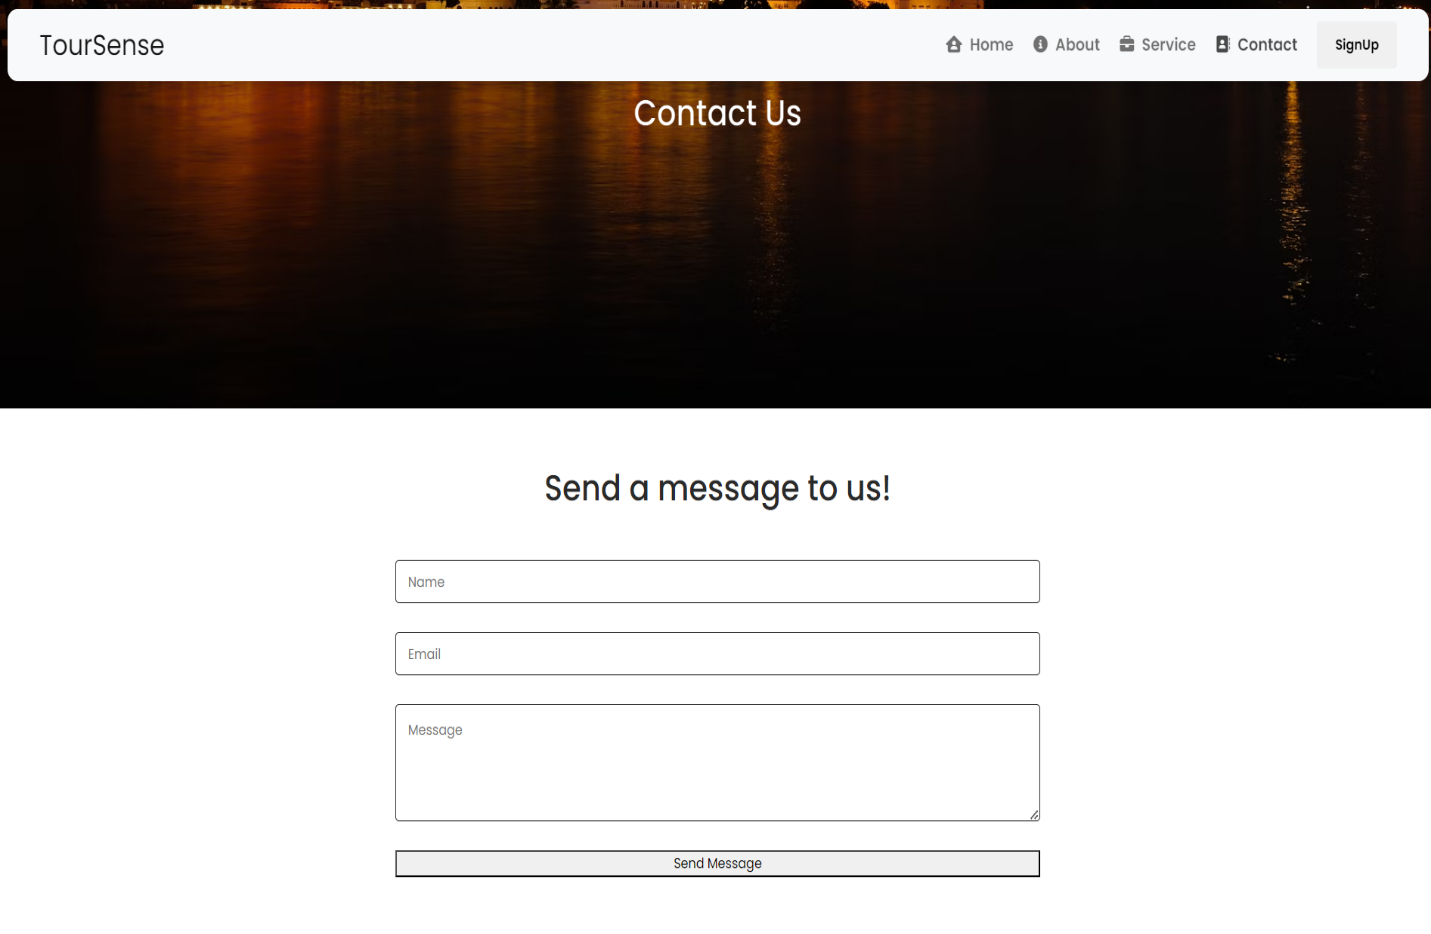 TourSense
Home About Service Contact SignUp
Contact Us
Send a message to us!
Name
Email
Message
Send Message